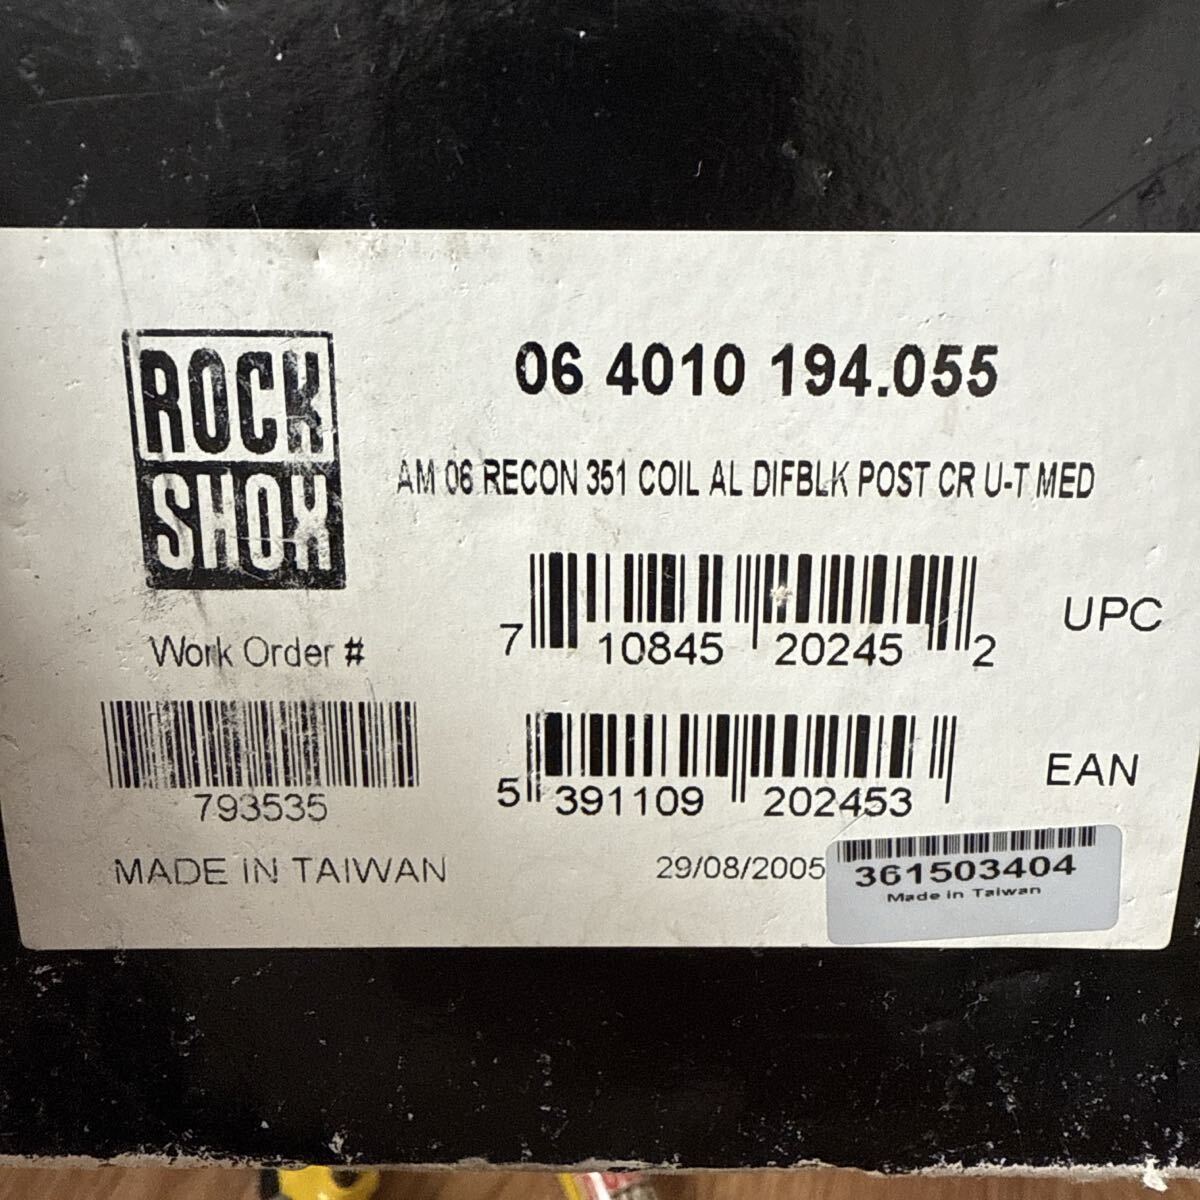 ROCK
SHOX
06 4010 194.055
AM 06 RECON 351 COIL AL DIFBLK POST CR U-T MED
7 10845 20245 2
UPC
Work Order #
793535
5 391109 202453
EAN
MADE IN TAIWAN
29/08/2005
361503404
Made in Taiwan